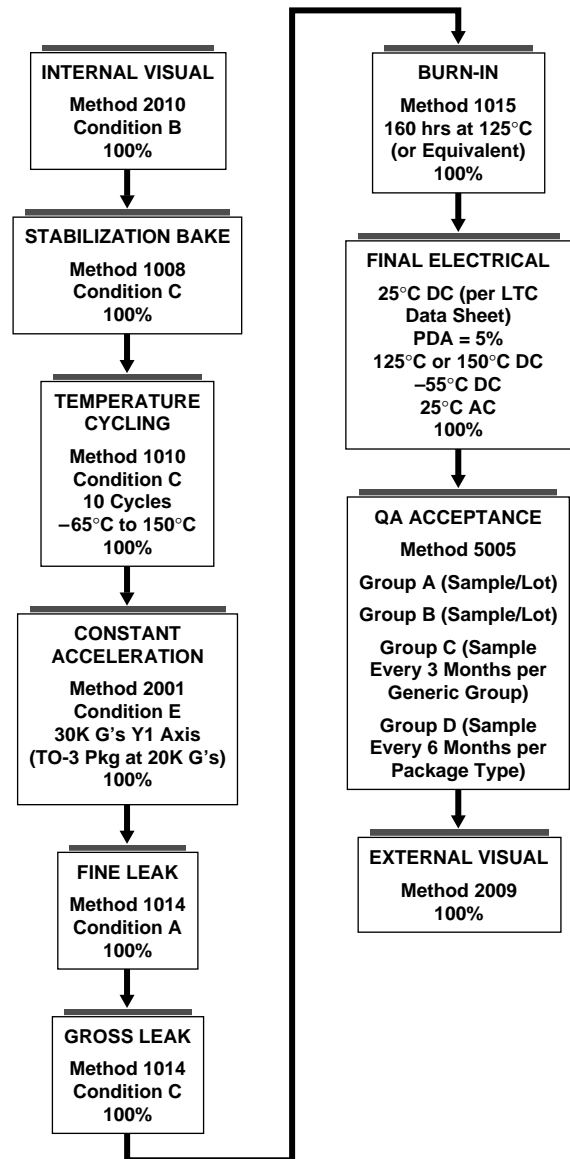 INTERNAL VISUAL
Method 2010
Condition B
100%
STABILIZATION BAKE
Method 1008
Condition C
100%
TEMPERATURE
CYCLING
Method 1010
Condition C
10 Cycles
–65°C to 150°C
100%
CONSTANT
ACCELERATION
Method 2001
Condition E
30K G’s Y1 Axis
(TO-3 Pkg at 20K G’s)
100%
FINE LEAK
Method 1014
Condition A
100%
GROSS LEAK
Method 1014
Condition C
100%
BURN-IN
Method 1015
160 hrs at 125°C
(or Equivalent)
100%
FINAL ELECTRICAL
25°C DC (per LTC
Data Sheet)
PDA = 5%
125°C or 150°C DC
–55°C DC
25°C AC
100%
QA ACCEPTANCE
Method 5005
Group A (Sample/Lot)
Group B (Sample/Lot)
Group C (Sample
Every 3 Months per
Generic Group)
Group D (Sample
Every 6 Months per
Package Type)
EXTERNAL VISUAL
Method 2009
100%